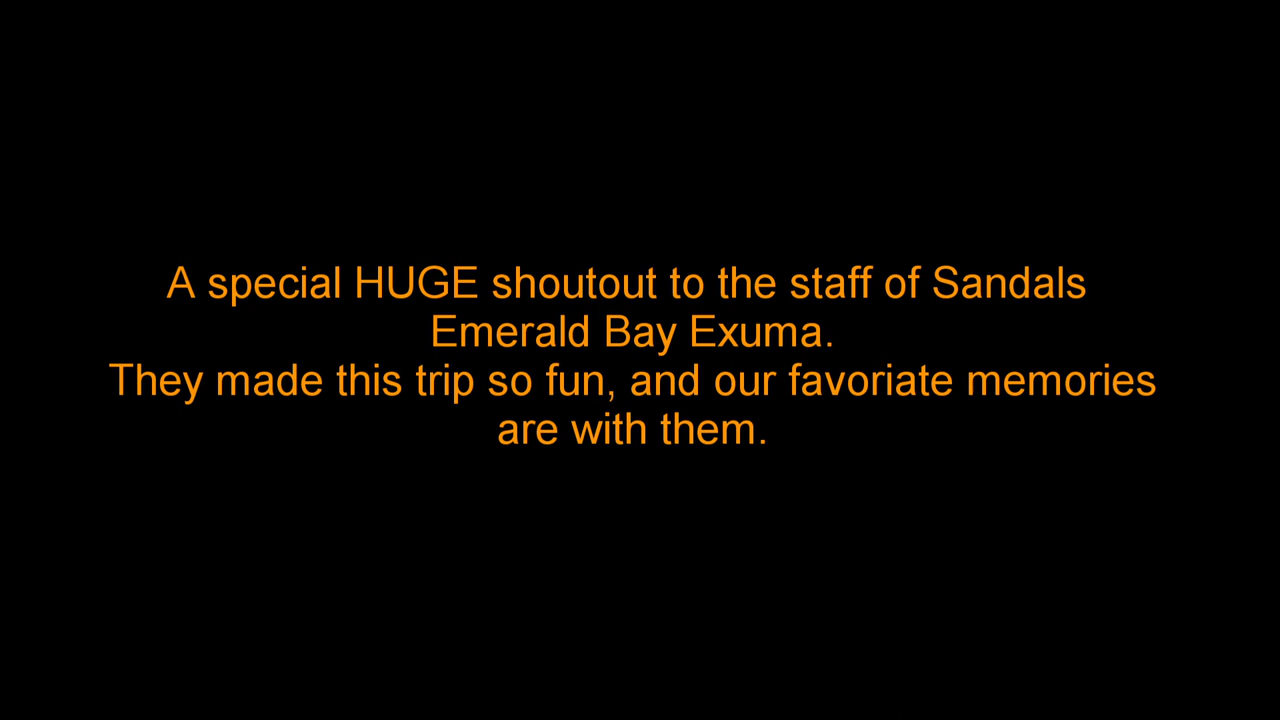 A special HUGE shoutout to the staff of Sandals
Emerald Bay Exuma.
They made this trip so fun, and our favoriate memories
are with them.